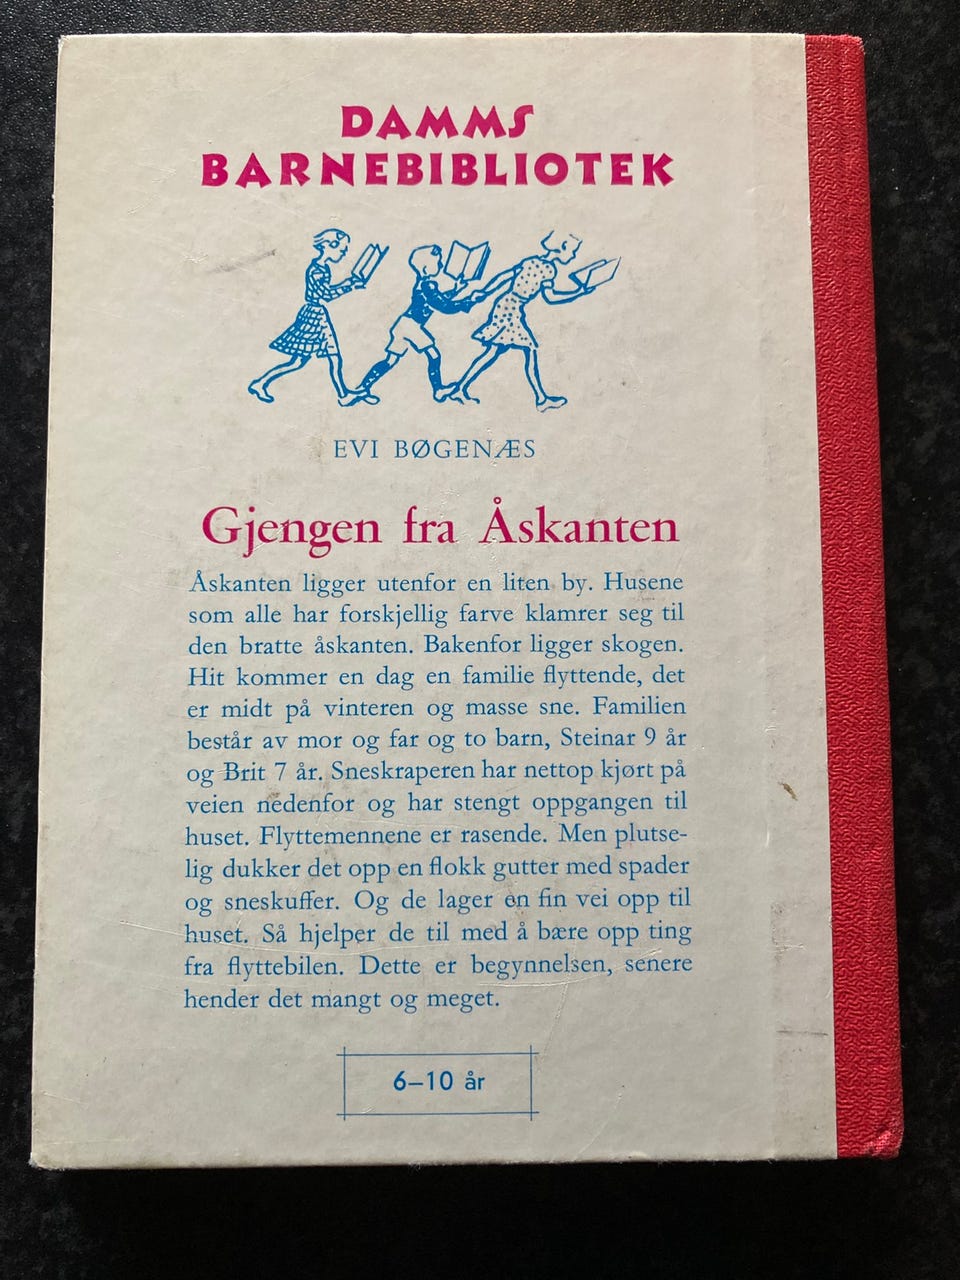 DAMMS
BARNEBIBLIOTEK
EVI BØGENÆS
Gjengen fra Åskanten
Åskanten ligger utenfor en liten by. Husene
som alle har forskjellig farve klamrer seg til
den bratte åskanten. Bakenfor ligger skogen.
Hit kommer en dag en familie flyttende, det
er midt på vinteren og masse sne. Familien
består av mor og far og to barn, Steinar 9 år
og Brit 7 år. Sneskraperen har nettop kjørt på
veien nedenfor og har stengt oppgangen til
huset. Flyttemennene er rasende. Men plutse-
lig dukker det opp en flokk gutter med spader
og sneskuffer. Og de lager en fin vei opp til
huset. Så hjelper de til med å bære opp ting
fra flyttebilen. Dette er begynnelsen, senere
hender det mangt og meget.
6–10 år